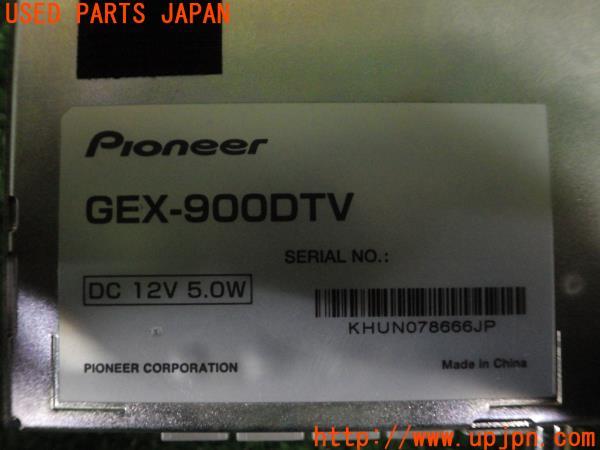 USED PARTS JAPAN
Pioneer
GEX-900DTV
SERIAL NO.:
DC 12V 5.0W
KHUN078666JP
PIONEER CORPORATION
Made in China
http://www.upjpn.com